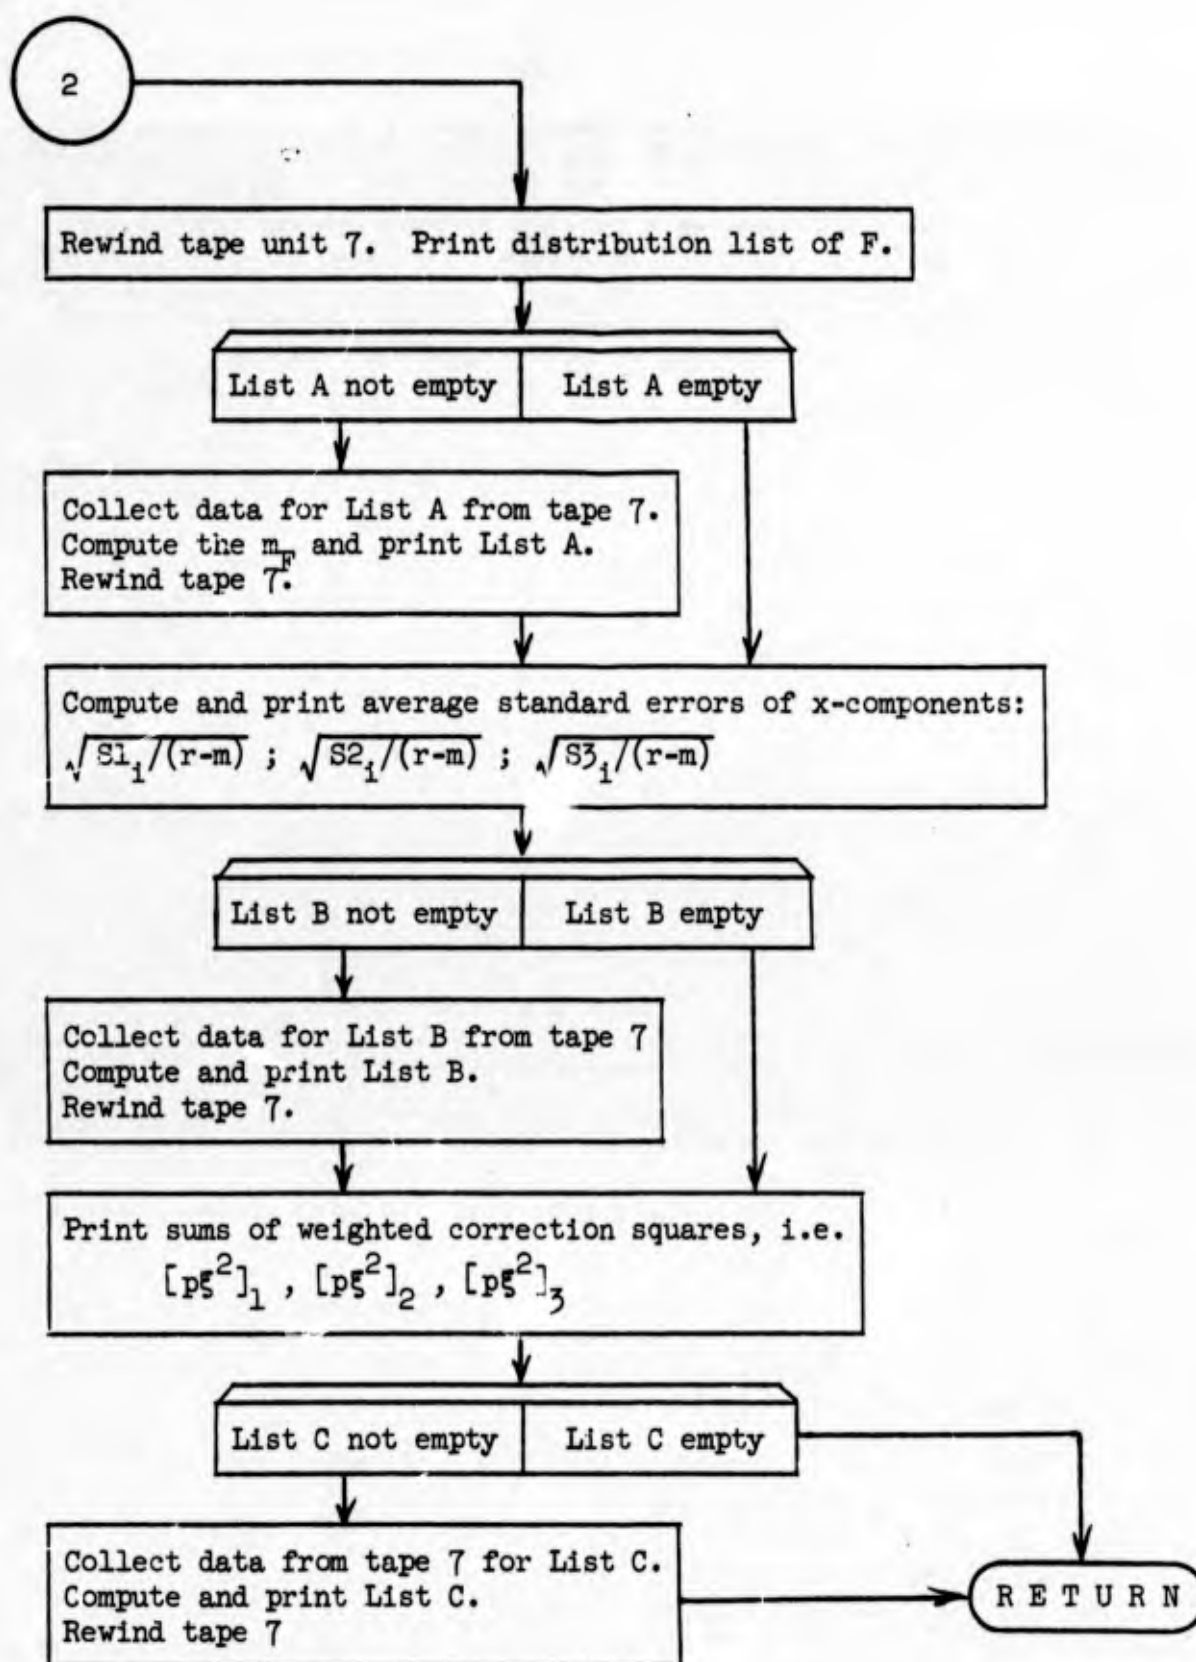 2
Rewind tape unit 7. Print distribution list of F.
List A not empty
List A empty
Collect data for List A from tape 7.
Compute the m_F and print List A.
Rewind tape 7.
Compute and print average standard errors of x-components:
√S1_i/(r-m) ; √S2_i/(r-m) ; √S3_i/(r-m)
List B not empty
List B empty
Collect data for List B from tape 7
Compute and print List B.
Rewind tape 7.
Print sums of weighted correction squares, i.e.
[pξ²]₁ , [pξ²]₂ , [pξ²]₃
List C not empty
List C empty
Collect data from tape 7 for List C.
Compute and print List C.
Rewind tape 7
RETURN